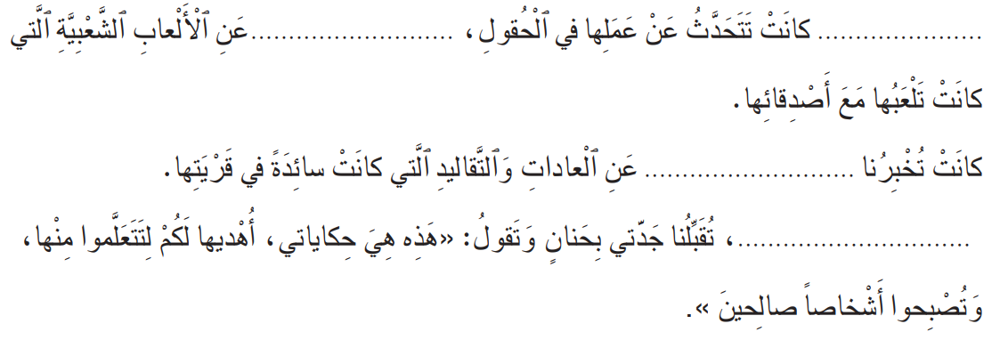 ...................... كانَتْ تَتَحَدَّثُ عَنْ عَمَلِها في ٱلْحُقولِ، ...........................عَنِ ٱلْأَلْعابِ ٱلشَّعْبِيَّةِ ٱلَّتي
كانَتْ تَلْعَبُها مَعَ أَصْدِقائِها.
كانَتْ تُخْبِرُنا ............................ عَنِ ٱلْعاداتِ وَٱلتَّقاليدِ ٱلَّتي كانَتْ سائِدَةً في قَرْيَتِها.
...............................، تُقَبِّلُنا جَدّتي بِحَنانٍ وَتَقولُ: «هَذِه هِيَ حِكاياتي، أُهْديها لَكُمْ لِتَتَعَلَّموا مِنْها،
وَتُصْبِحوا أَشْخاصاً صالِحينَ».